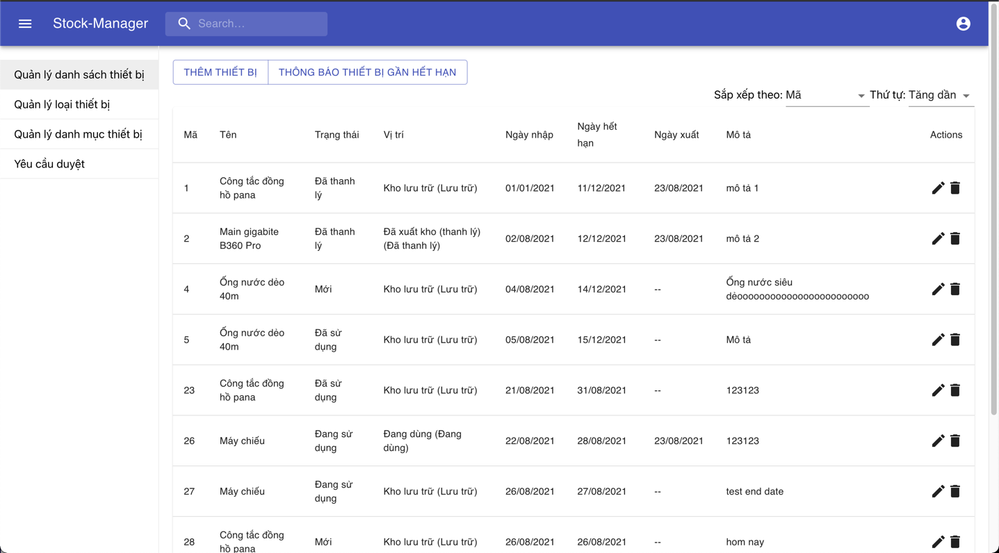 Stock-Manager
Search...
Quản lý danh sách thiết bị
Quản lý loại thiết bị
Quản lý danh mục thiết bị
Yêu cầu duyệt
THÊM THIẾT BỊ
THÔNG BÁO THIẾT BỊ GẦN HẾT HẠN
Sắp xếp theo: Mã Thứ tự: Tăng dần
Mã Tên Trạng thái Vị trí Ngày nhập Ngày hết hạn Ngày xuất Mô tả Actions
1 Công tắc đồng hồ pana Đã thanh lý Kho lưu trữ (Lưu trữ) 01/01/2021 11/12/2021 23/08/2021 mô tả 1
2 Main gigabite B360 Pro Đã thanh lý Đã xuất kho (thanh lý) (Đã thanh lý) 02/08/2021 12/12/2021 23/08/2021 mô tả 2
4 Ống nước dẻo 40m Mới Kho lưu trữ (Lưu trữ) 04/08/2021 14/12/2021 -- Ống nước siêu dẻoooooooooooooooooooooooo
5 Ống nước dẻo 40m Đã sử dụng Kho lưu trữ (Lưu trữ) 05/08/2021 15/12/2021 -- Mô tả
23 Công tắc đồng hồ pana Đã sử dụng Kho lưu trữ (Lưu trữ) 21/08/2021 31/08/2021 -- 123123
26 Máy chiếu Đang sử dụng Đang dùng (Đang dùng) 22/08/2021 28/08/2021 23/08/2021 123123
27 Máy chiếu Đang sử dụng Kho lưu trữ (Lưu trữ) 26/08/2021 27/08/2021 -- test end date
28 Công tắc đồng hồ pana Mới Kho lưu trữ (Lưu trữ) 26/08/2021 26/08/2021 -- hom nay